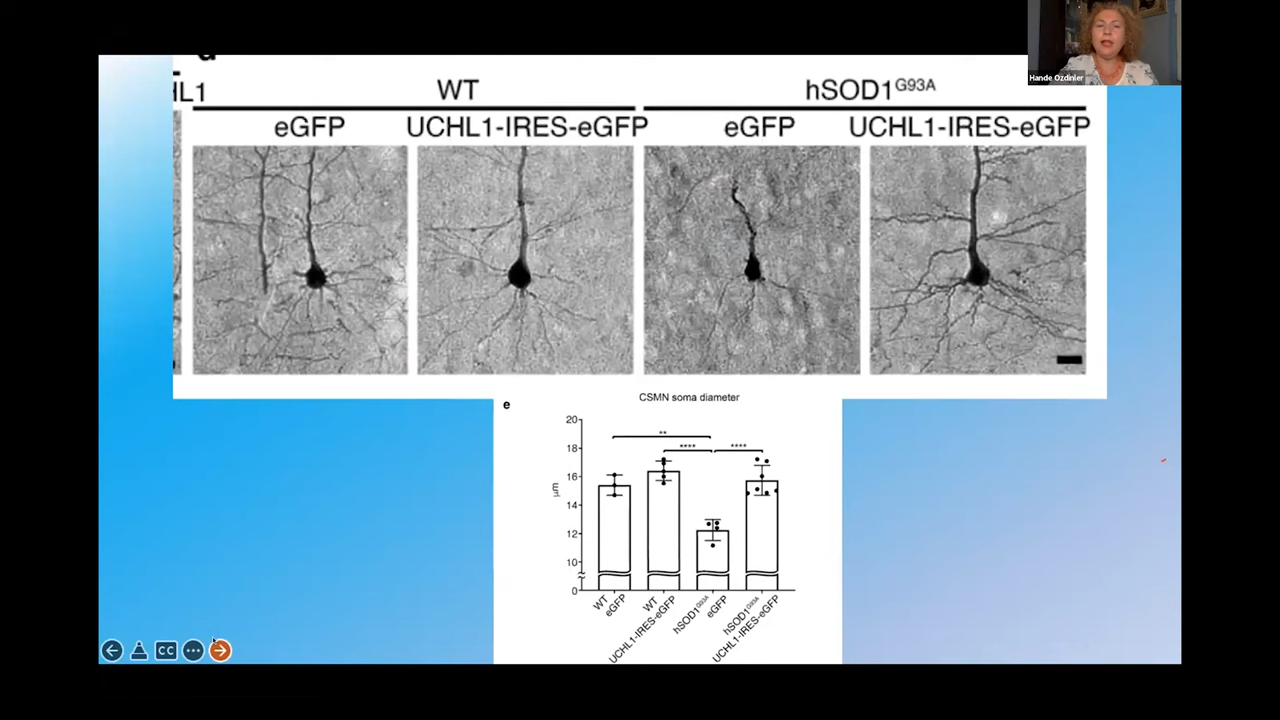 Hande Ozdinler
d
HL1
WT
hSOD1G93A
eGFP
UCHL1-IRES-eGFP
eGFP
UCHL1-IRES-eGFP
e
CSMN soma diameter
20
18
16
14
12
10
0
µm
**
****
****
WT
eGFP
WT
UCHL1-IRES-eGFP
hSOD1G93A
eGFP
hSOD1G93A
UCHL1-IRES-eGFP
CC